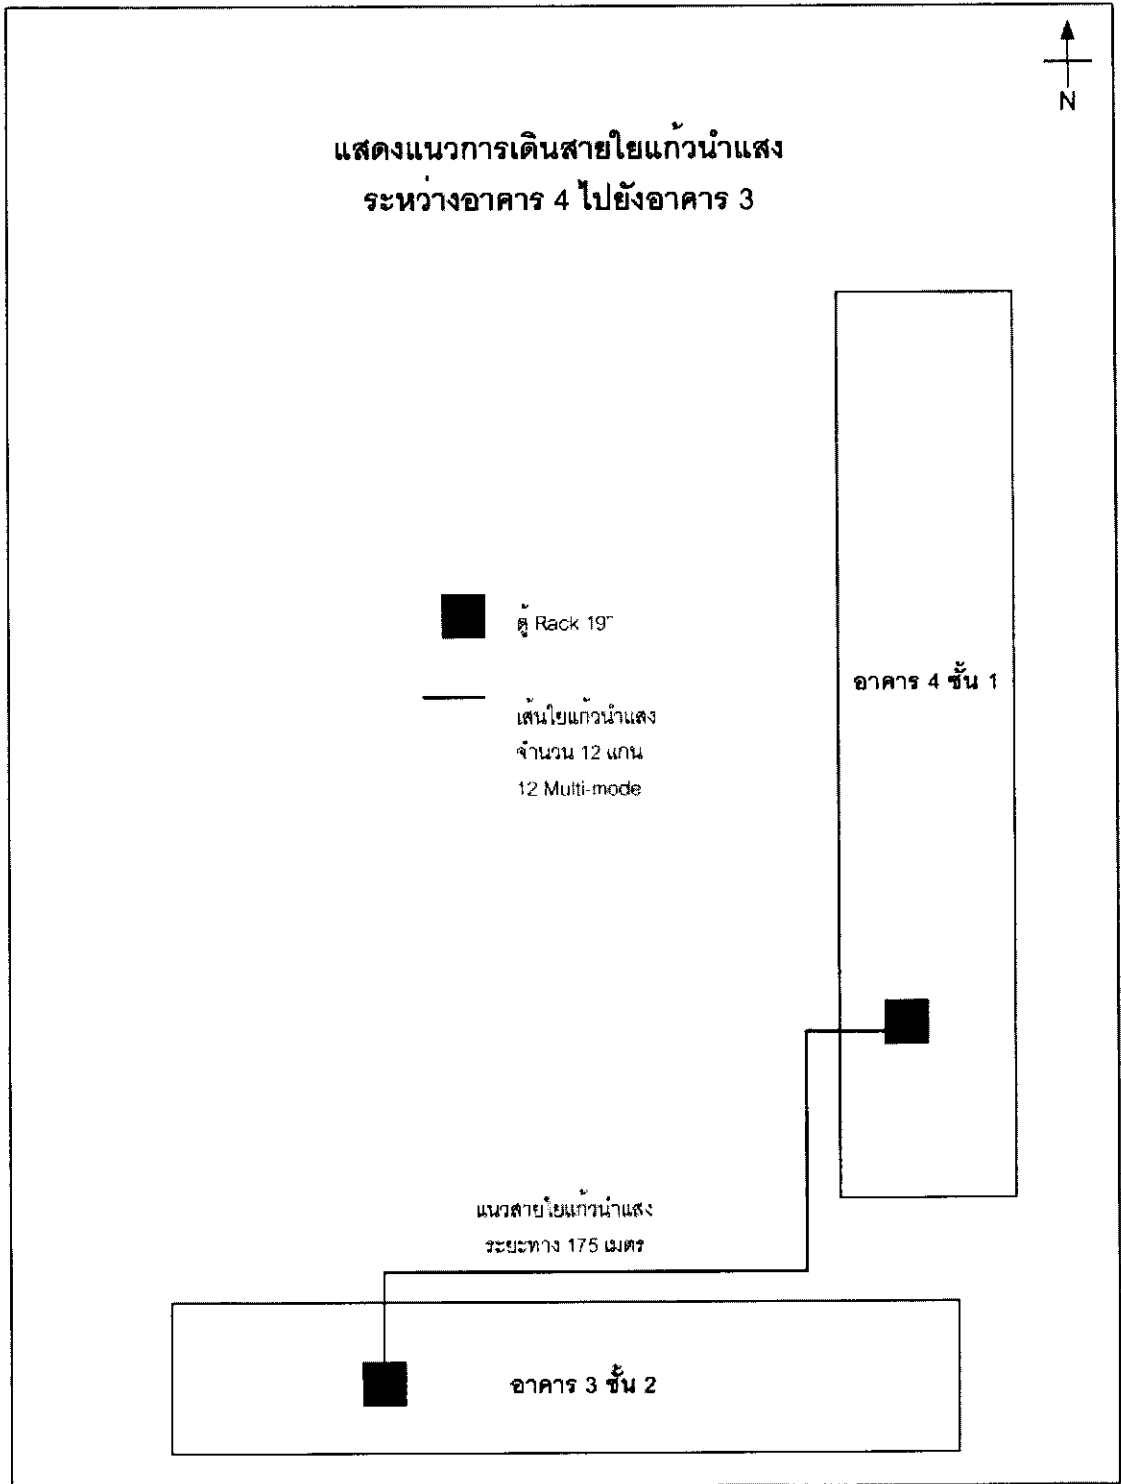 N
แสดงแนวการเดินสายใยแก้วนำแสง
ระหว่างอาคาร 4 ไปยังอาคาร 3
ตู้ Rack 19"
เส้นใยแก้วนำแสง
จำนวน 12 แกน
12 Multi-mode
อาคาร 4 ชั้น 1
แนวสายใยแก้วนำแสง
ระยะทาง 175 เมตร
อาคาร 3 ชั้น 2